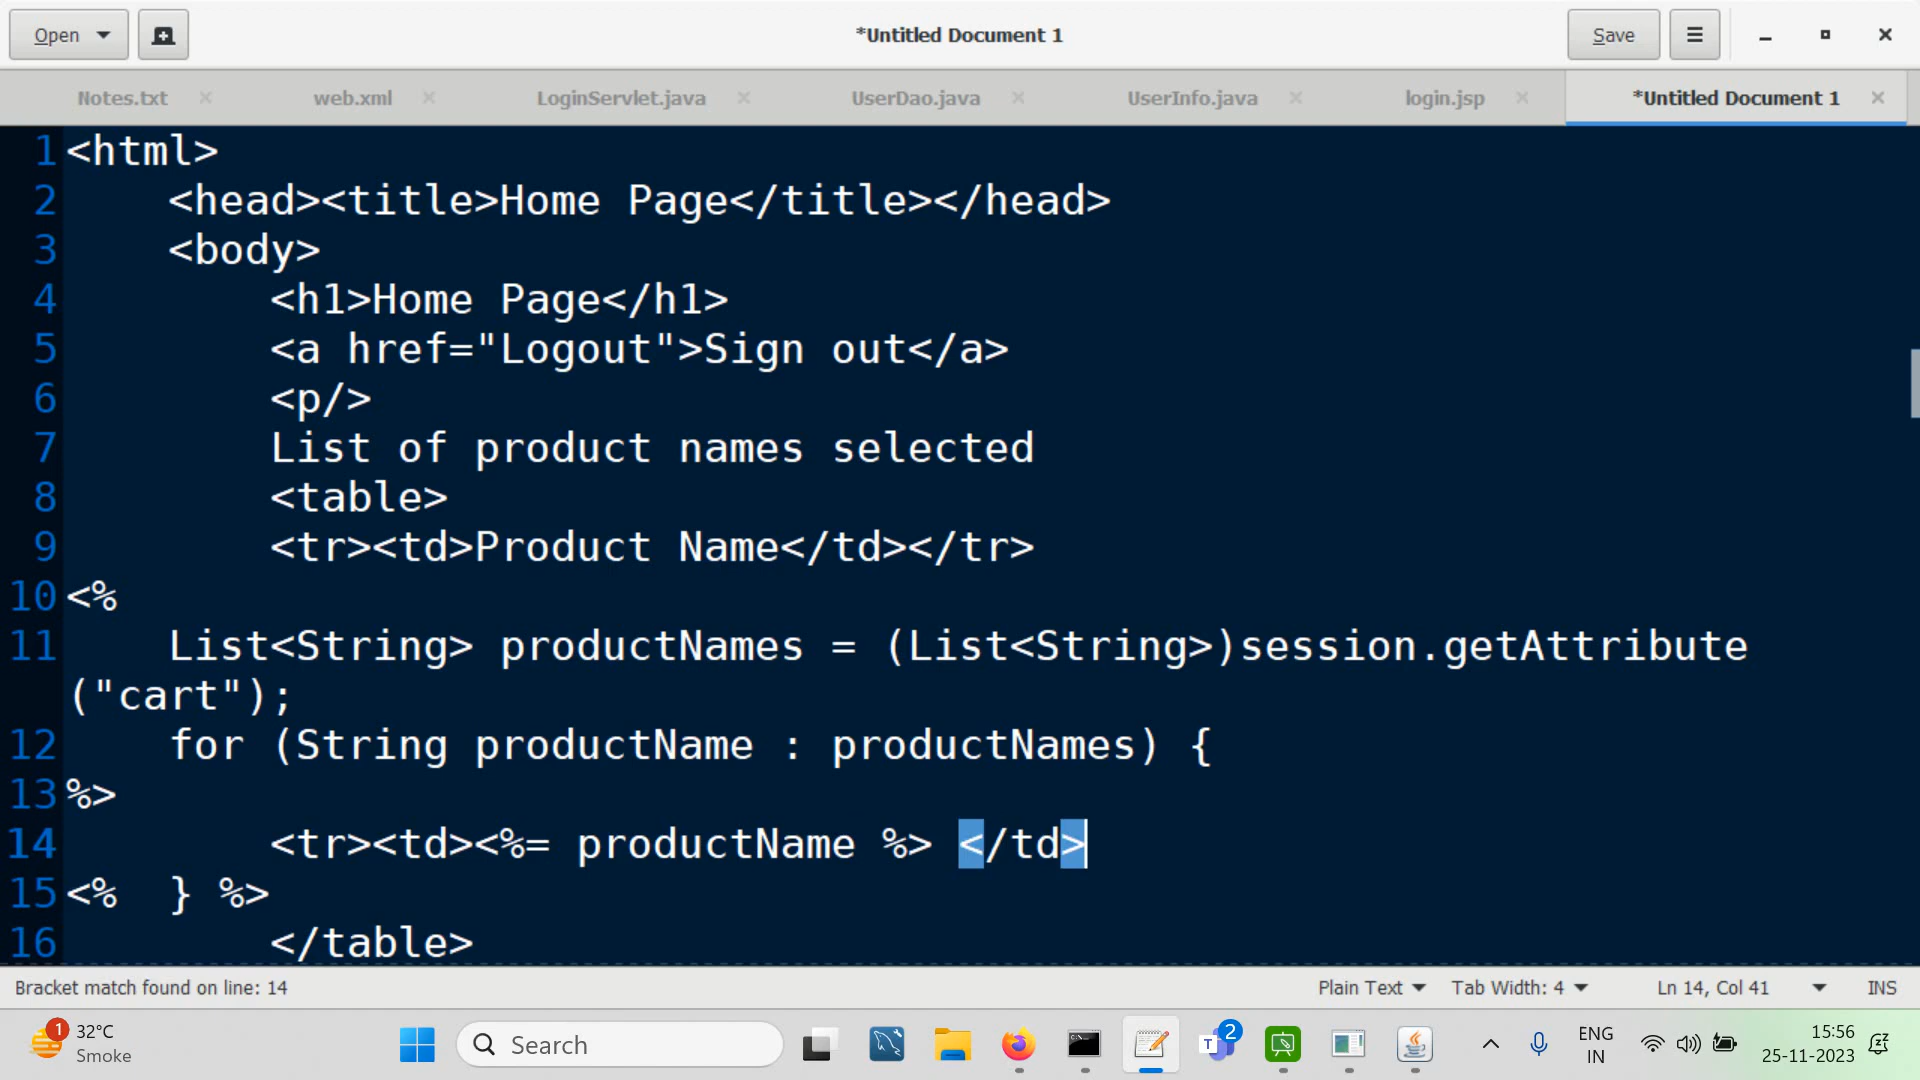 Open
*Untitled Document 1
Save
Notes.txt
web.xml
LoginServlet.java
UserDao.java
UserInfo.java
login.jsp
*Untitled Document 1
1 <html>
2 <head><title>Home Page</title></head>
3 <body>
4 <h1>Home Page</h1>
5 <a href="Logout">Sign out</a>
6 <p/>
7 List of product names selected
8 <table>
9 <tr><td>Product Name</td></tr>
10 <%
11 List<String> productNames = (List<String>)session.getAttribute
("cart");
12 for (String productName : productNames) {
13 %>
14 <tr><td><%= productName %> </td>
15 <% } %>
16 </table>
Bracket match found on line: 14
Plain Text
Tab Width: 4
Ln 14, Col 41
INS
1
32°C
Smoke
Search
T
2
ENG
IN
15:56
25-11-2023